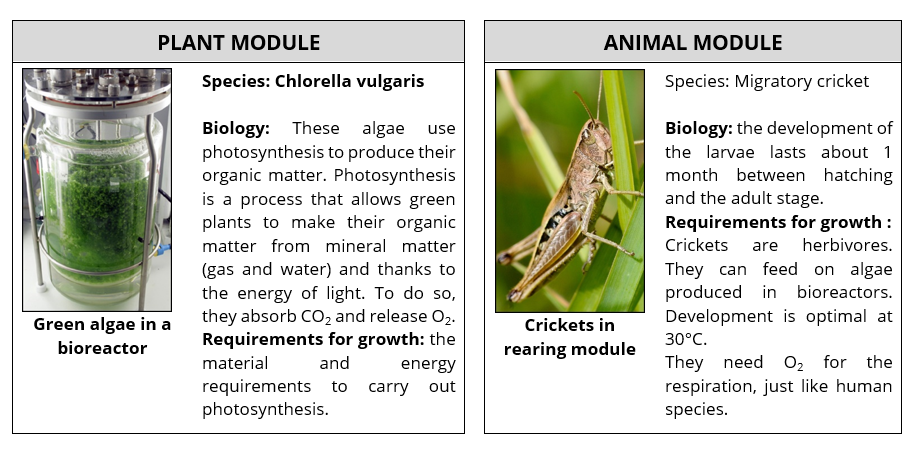 PLANT MODULE
Species: Chlorella vulgaris
Biology: These algae use
photosynthesis to produce their
organic matter. Photosynthesis
is a process that allows green
plants to make their organic
matter from mineral matter
(gas and water) and thanks to
the energy of light. To do so,
they absorb CO₂ and release O₂.
Requirements for growth: the
material and energy
requirements to carry out
photosynthesis.
Green algae in a
bioreactor
ANIMAL MODULE
Species: Migratory cricket
Biology: the development of
the larvae lasts about 1
month between hatching
and the adult stage.
Requirements for growth :
Crickets are herbivores.
They can feed on algae
produced in bioreactors.
Development is optimal at
30°C.
They need O₂ for the
respiration, just like human
species.
Crickets in
rearing module